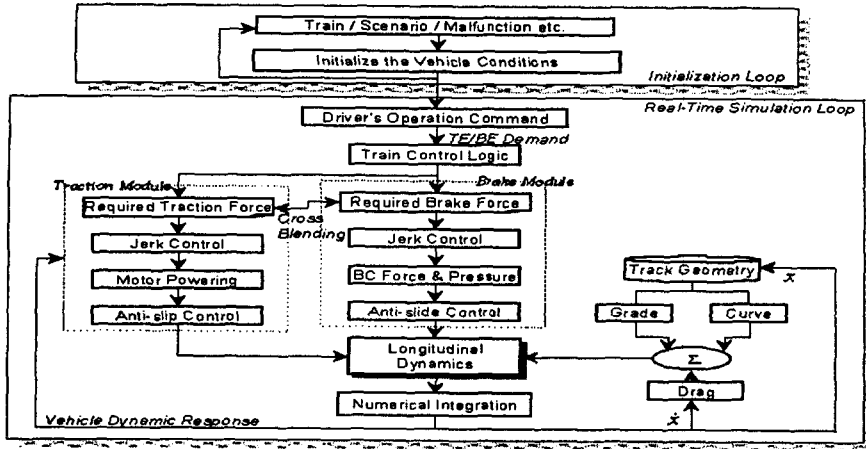 Train / Scenario / Malfunction etc.
Initialize the Vehicle Conditions
Initialization Loop
Real-Time Simulation Loop
Driver's Operation Command
TE/BE Demand
Train Control Logic
Traction Module
Brake Module
Required Traction Force
Required Brake Force
Cross
Blending
Jerk Control
Jerk Control
Motor Powering
BC Force & Pressure
Anti-slip Control
Anti-slide Control
Track Geometry
x
Grade
Curve
Σ
Drag
ẋ
Longitudinal
Dynamics
Numerical Integration
Vehicle Dynamic Response